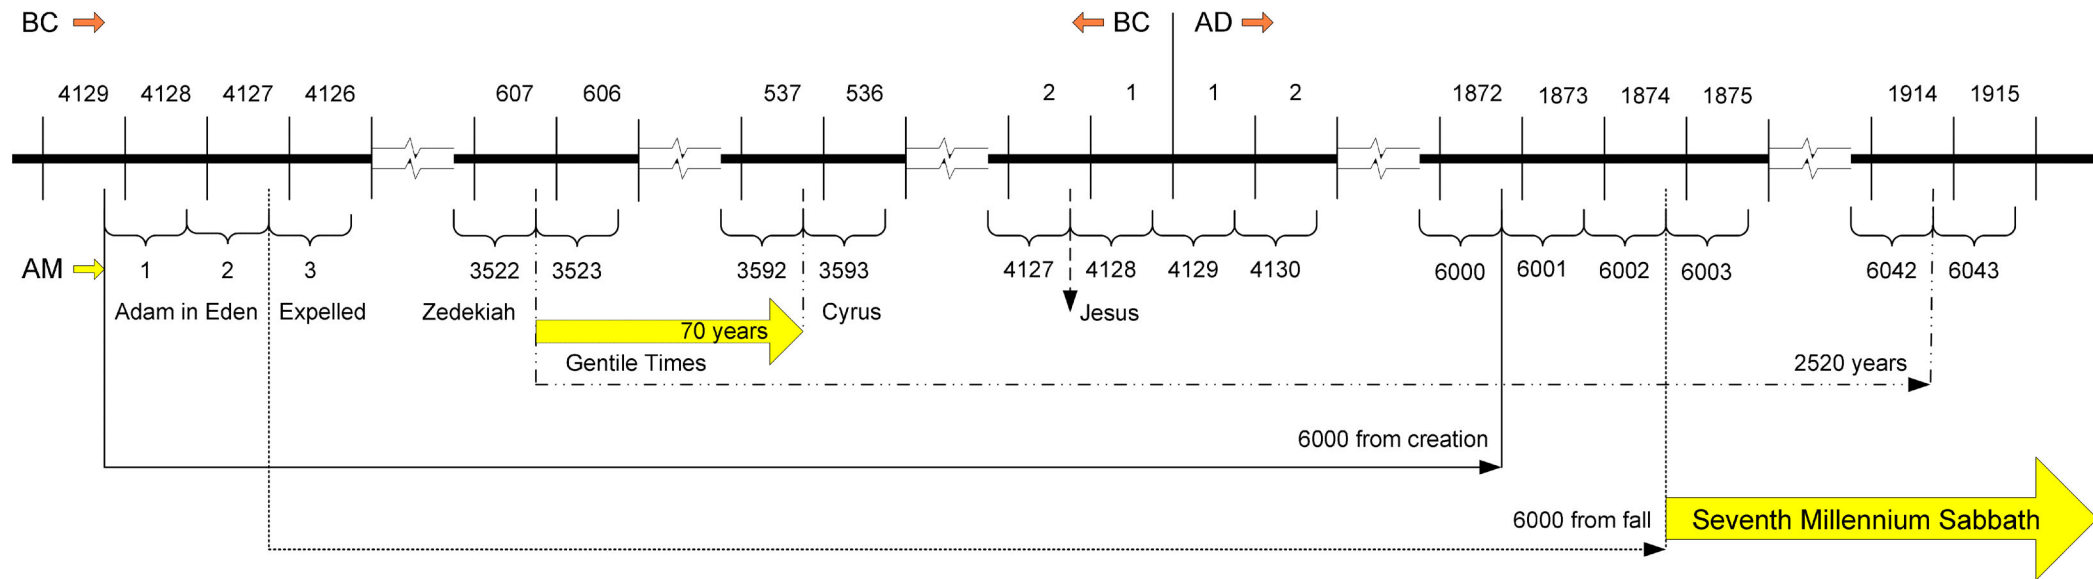 BC BC AD
4129 4128 4127 4126 607 606 537 536 2 1 1 2 1872 1873 1874 1875 1914 1915
AM 1 2 3 3522 3523 3592 3593 4127 4128 4129 4130 6000 6001 6002 6003 6042 6043
Adam in Eden Expelled Zedekiah Cyrus Jesus
70 years
Gentile Times 2520 years
6000 from creation
6000 from fall Seventh Millennium Sabbath